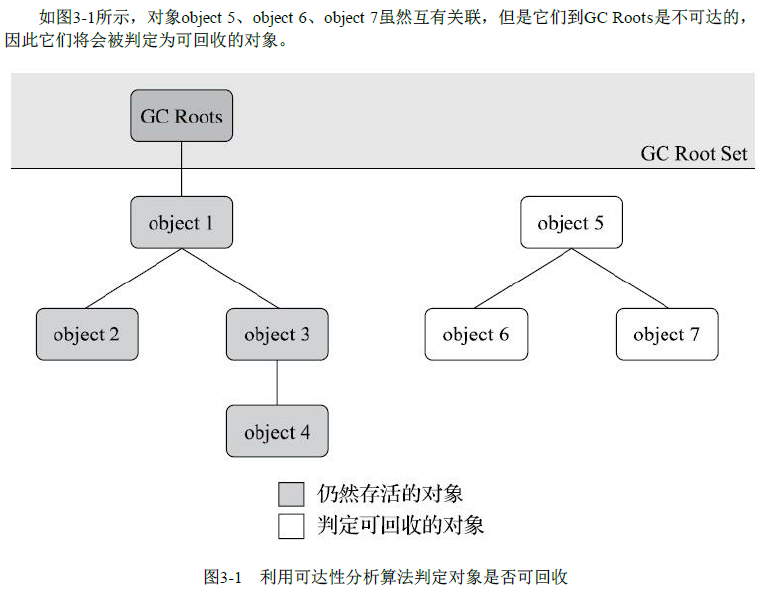 如图3-1所示，对象object 5、object 6、object 7虽然互有关联，但是它们到GC Roots是不可达的，
因此它们将会被判定为可回收的对象。
GC Roots
GC Root Set
object 1
object 5
object 2
object 3
object 6
object 7
object 4
仍然存活的对象
判定可回收的对象
图3-1 利用可达性分析算法判定对象是否可回收